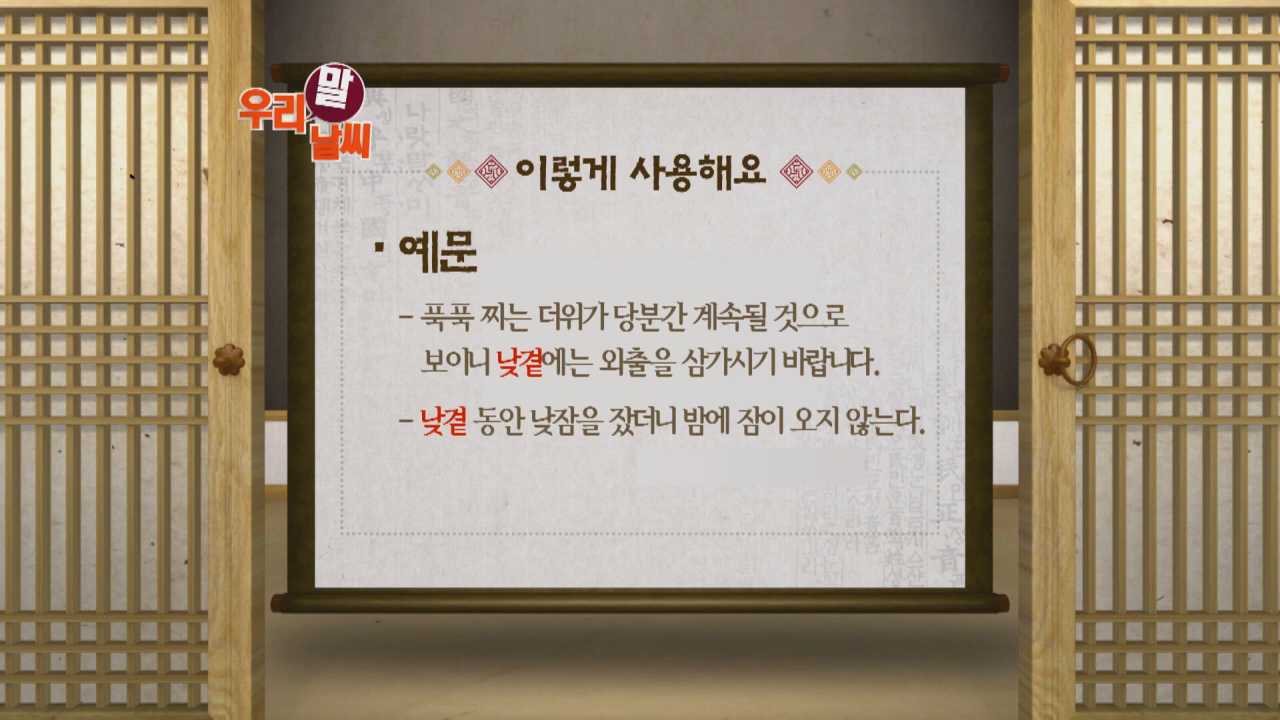 우리말
날씨
이렇게 사용해요
· 예문
- 푹푹 찌는 더위가 당분간 계속될 것으로
보이니 낮곁에는 외출을 삼가시기 바랍니다.
- 낮곁 동안 낮잠을 잤더니 밤에 잠이 오지 않는다.